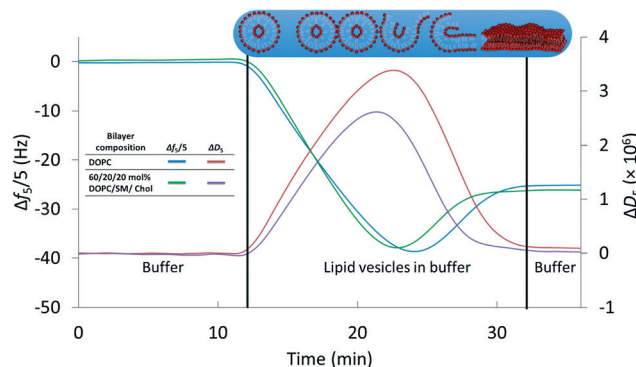 0
-10
-20
-30
-40
-50
Δf₅/5 (Hz)
Bilayer composition Δf₅/5 ΔD₅
DOPC
60/20/20 mol% DOPC/SM/ Chol
Buffer
Lipid vesicles in buffer
Buffer
4
3
2
1
0
-1
ΔD₅ (× 10⁶)
0 10 20 30
Time (min)